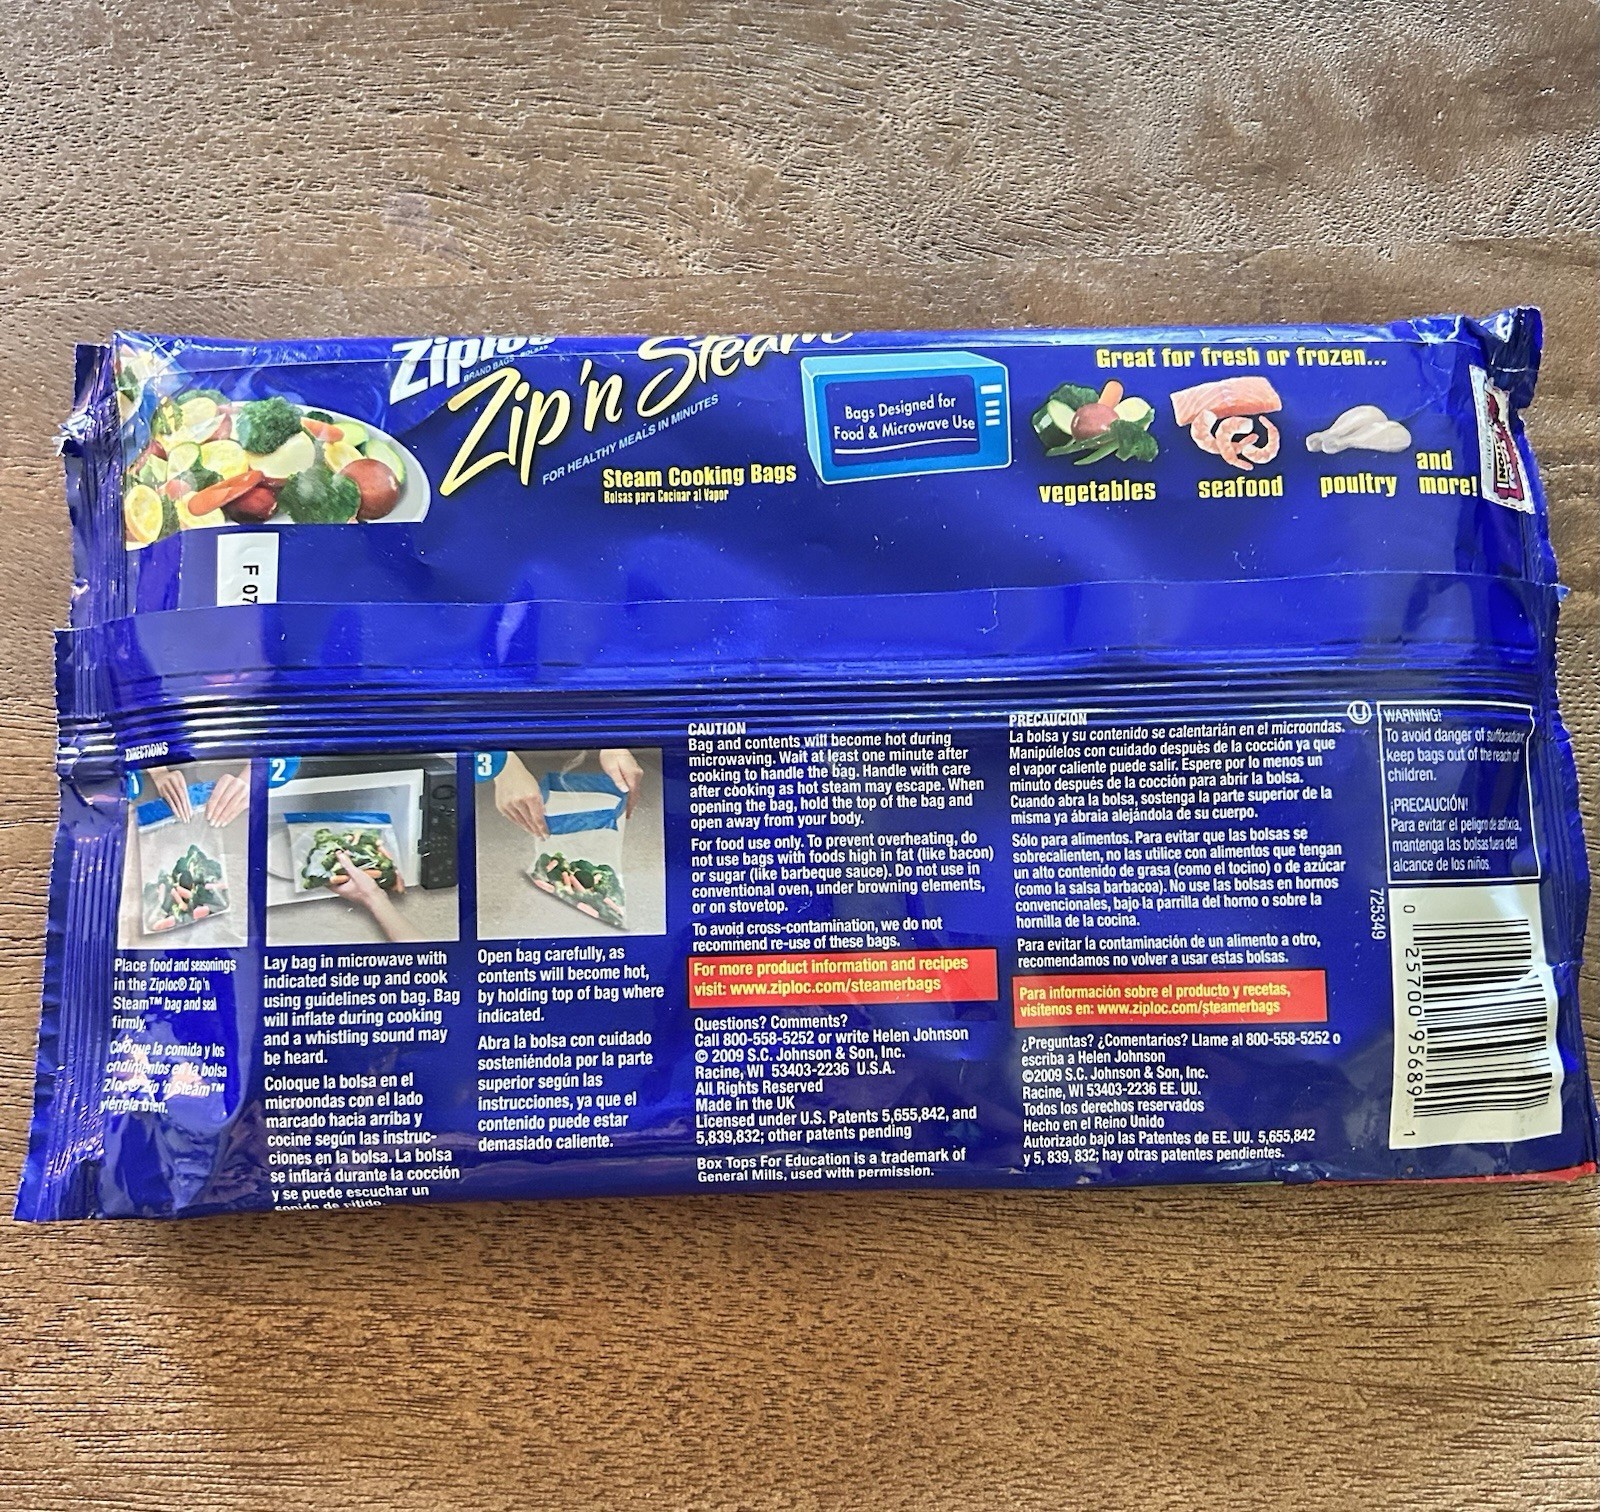 Ziploc
BRAND BAGS BOLSAS
Zip'n Steam
FOR HEALTHY MEALS IN MINUTES
Steam Cooking Bags
Bolsas para Cocinar al Vapor
Bags Designed for
Food & Microwave Use
Great for fresh or frozen...
vegetables
seafood
poultry
and
more!
F 07
DIRECTIONS
1
Place food and seasonings
in the Ziploc® Zip'n
Steam™ bag and seal
firmly.
Coloque la comida y los
condimentos en la bolsa
Ziploc® Zip 'n Steam™
y ciérrela bien.
2
Lay bag in microwave with
indicated side up and cook
using guidelines on bag. Bag
will inflate during cooking
and a whistling sound may
be heard.
Coloque la bolsa en el
microondas con el lado
marcado hacia arriba y
cocine según las instruc-
ciones en la bolsa. La bolsa
se inflará durante la cocción
y se puede escuchar un
sonido de
3
Open bag carefully, as
contents will become hot,
by holding top of bag where
indicated.
Abra la bolsa con cuidado
sosteniéndola por la parte
superior según las
instrucciones, ya que el
contenido puede estar
demasiado caliente.
CAUTION
Bag and contents will become hot during
microwaving. Wait at least one minute after
cooking to handle the bag. Handle with care
after cooking as hot steam may escape. When
opening the bag, hold the top of the bag and
open away from your body.
For food use only. To prevent overheating, do
not use bags with foods high in fat (like bacon)
or sugar (like barbeque sauce). Do not use in
conventional oven, under browning elements,
or on stovetop.
To avoid cross-contamination, we do not
recommend re-use of these bags.
For more product information and recipes
visit: www.ziploc.com/steamerbags
Questions? Comments?
Call 800-558-5252 or write Helen Johnson
© 2009 S.C. Johnson & Son, Inc.
Racine, WI 53403-2236 U.S.A.
All Rights Reserved
Made in the UK
Licensed under U.S. Patents 5,655,842, and
5,839,832; other patents pending
Box Tops For Education is a trademark of
General Mills, used with permission.
PRECAUCIÓN
La bolsa y su contenido se calentarián en el microondas.
Manipúlelos con cuidado despuès de la cocción ya que
el vapor caliente puede salir. Espere por lo menos un
minuto después de la cocción para abrir la bolsa.
Cuando abra la bolsa, sostenga la parte superior de la
misma ya ábraia alejándola de su cuerpo.
Sólo para alimentos. Para evitar que las bolsas se
sobrecalienten, no las utilice con alimentos que tengan
un alto contenido de grasa (como el tocino) o de azúcar
(como la salsa barbacoa). No use las bolsas en hornos
convencionales, bajo la parrilla del horno o sobre la
hornilla de la cocina.
Para evitar la contaminación de un alimento a otro,
recomendamos no volver a usar estas bolsas.
Para información sobre el producto y recetas,
visítenos en: www.ziploc.com/steamerbags
¿Preguntas? ¿Comentarios? Llame al 800-558-5252 o
escriba a Helen Johnson
©2009 S.C. Johnson & Son, Inc.
Racine, WI 53403-2236 EE. UU.
Todos los derechos reservados
Hecho en el Reino Unido
Autorizado bajo las Patentes de EE. UU. 5,655,842
y 5, 839, 832; hay otras patentes pendientes.
U
WARNING!
To avoid danger of suffocation,
keep bags out of the reach of
children.
¡PRECAUCIÓN!
Para evitar el peligro de asfixia,
mantenga las bolsas fuera del
alcance de los niños.
725349
0 25700 95689 1